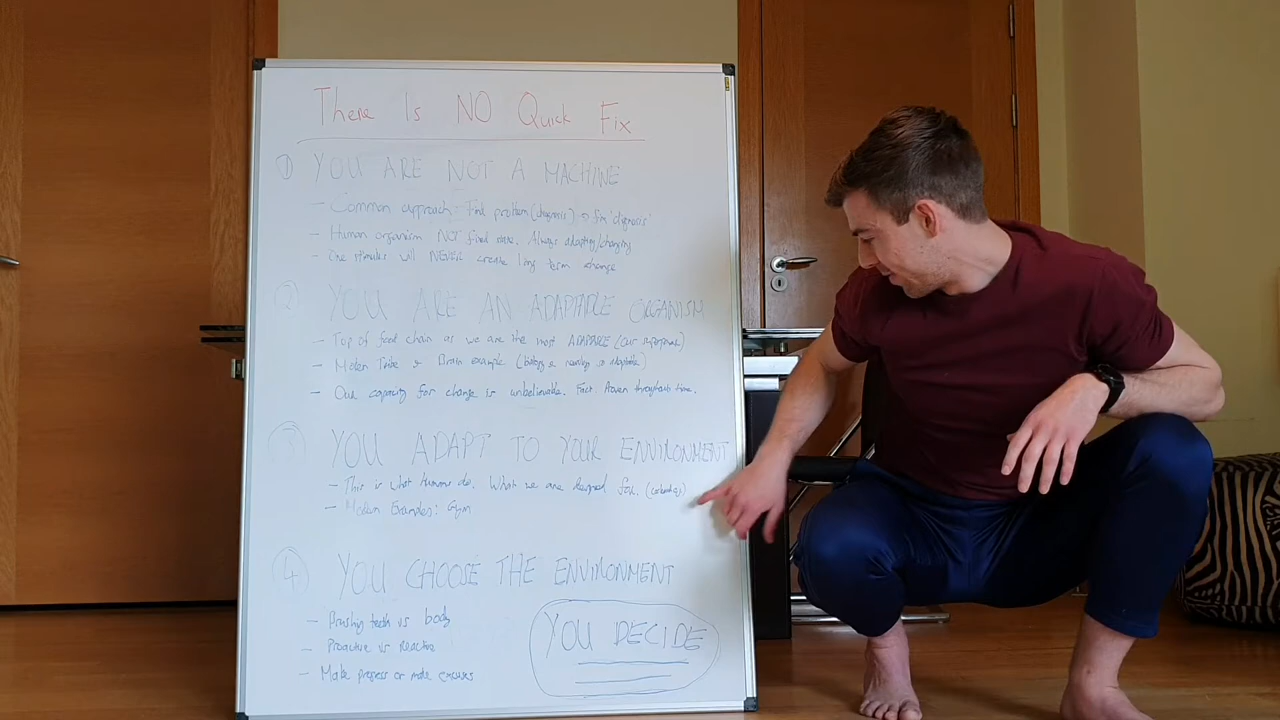 There Is NO Quick Fix
① YOU ARE NOT A MACHINE
- Common approach: Find problem (diagnosis) → fix 'diagnosis'
- Human organism NOT fixed state. Always adapting/changing
- One stimulus will NEVER create long term change
② YOU ARE AN ADAPTABLE ORGANISM
- Top of food chain as we are the most ADAPTABLE (our superpower)
- Moken Tribe & Brain example (biology & neurology is adaptable)
- Our capacity for change is unbelievable. Fact. Proven throughout time.
③ YOU ADAPT TO YOUR ENVIRONMENT
- This is what humans do. What we are designed for.
- Modern Examples: Gym
④ YOU CHOOSE THE ENVIRONMENT
- Brushing teeth vs body
- Proactive vs Reactive
- Make progress or make excuses
YOU DECIDE